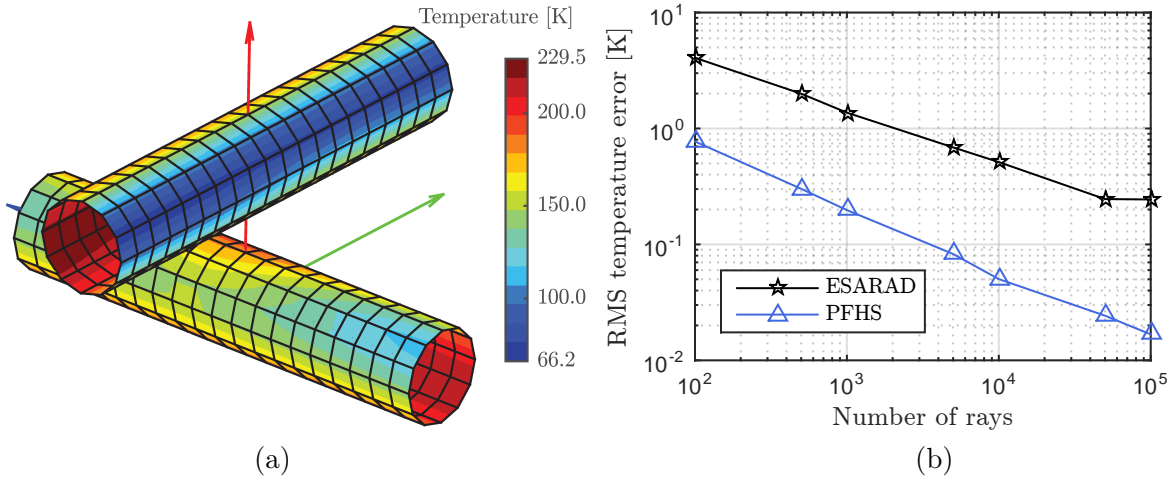 Temperature [K]
229.5
200.0
150.0
100.0
66.2
(a)
RMS temperature error [K]
10^1
10^0
10^-1
10^-2
ESARAD
PFHS
10^2 10^3 10^4 10^5
Number of rays
(b)